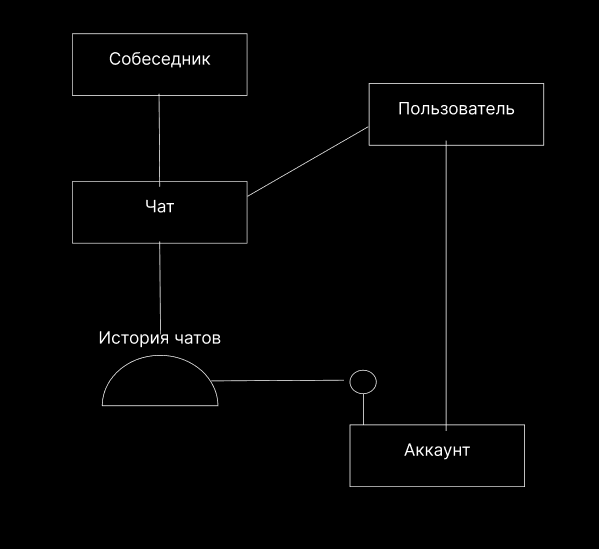 Собеседник
Пользователь
Чат
История чатов
Аккаунт